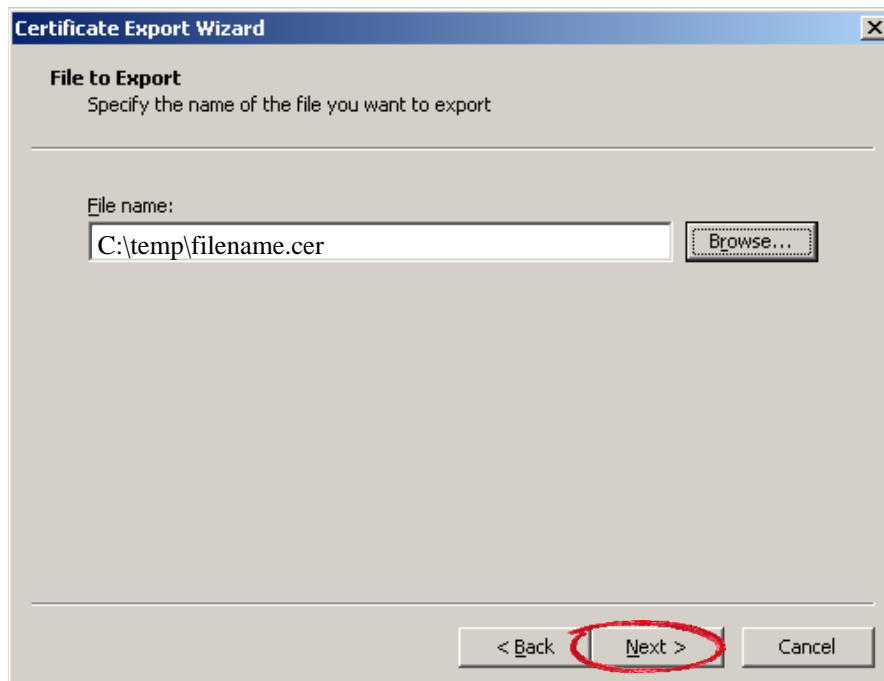 Certificate Export Wizard
File to Export
Specify the name of the file you want to export
File name:
C:\temp\filename.cer
Browse...
< Back
Next >
Cancel